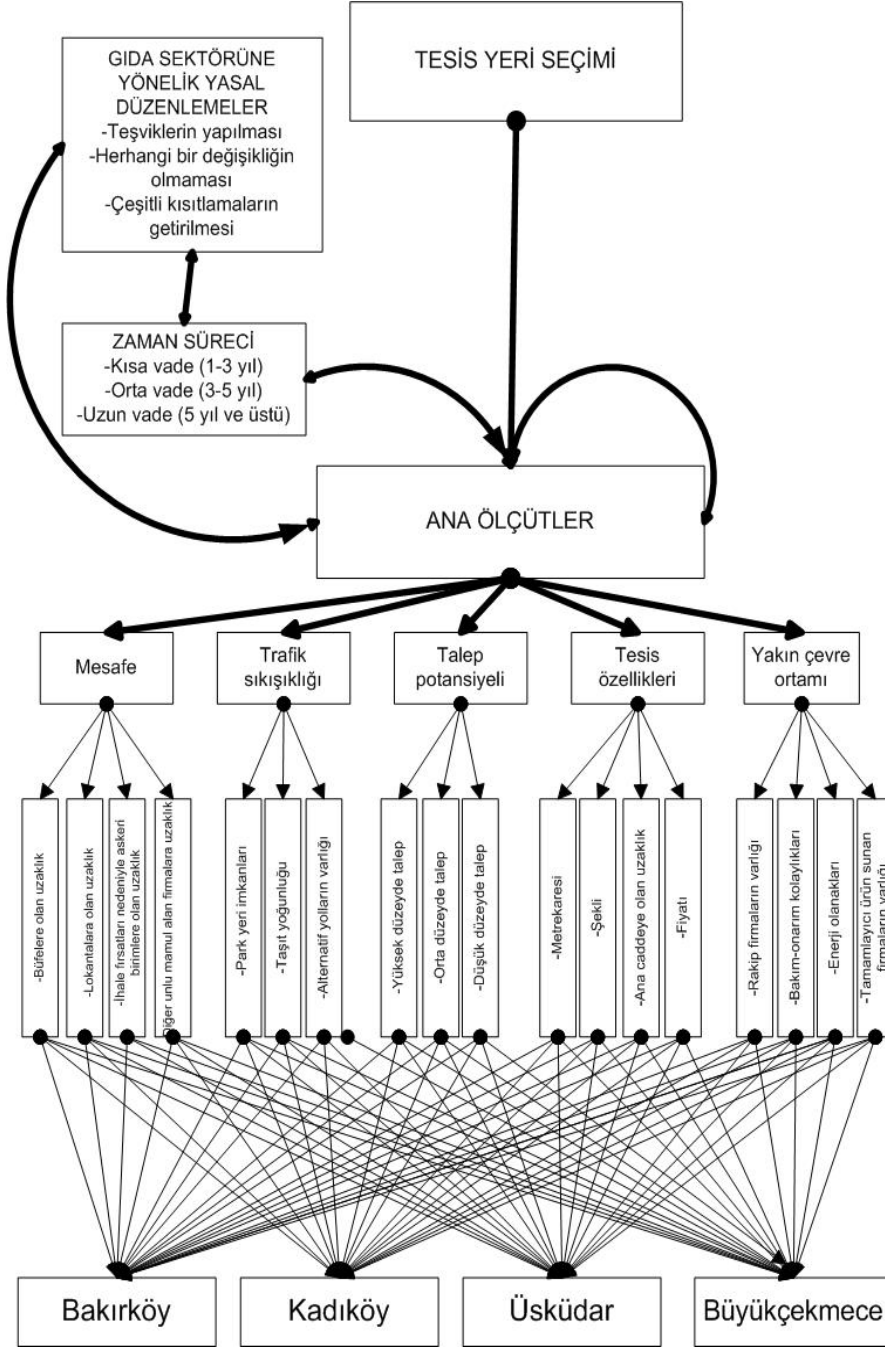 GIDA SEKTÖRÜNE
YÖNELİK YASAL
DÜZENLEMELER
-Teşviklerin yapılması
-Herhangi bir değişikliğin
olmaması
-Çeşitli kısıtlamaların
getirilmesi
TESİS YERİ SEÇİMİ
ZAMAN SÜRECİ
-Kısa vade (1-3 yıl)
-Orta vade (3-5 yıl)
-Uzun vade (5 yıl ve üstü)
ANA ÖLÇÜTLER
Mesafe
Trafik
sıkışıklığı
Talep
potansiyeli
Tesis
özellikleri
Yakın çevre
ortamı
-Büfelere olan uzaklık
-Lokantalara olan uzaklık
-İhale fırsatları nedeniyle askeri
birimlere olan uzaklık
Diğer unlu mamul alan firmalara uzaklık
-Park yeri imkanları
-Taşıt yoğunluğu
-Alternatif yolların varlığı
-Yüksek düzeyde talep
-Orta düzeyde talep
-Düşük düzeyde talep
-Metrekaresi
-Şekli
-Ana caddeye olan uzaklık
-Fiyatı
-Rakip firmaların varlığı
-Bakım-onarım kolaylıkları
-Enerji olanakları
-Tamamlayıcı ürün sunan
firmaların varlığı
Bakırköy
Kadıköy
Üsküdar
Büyükçekmece